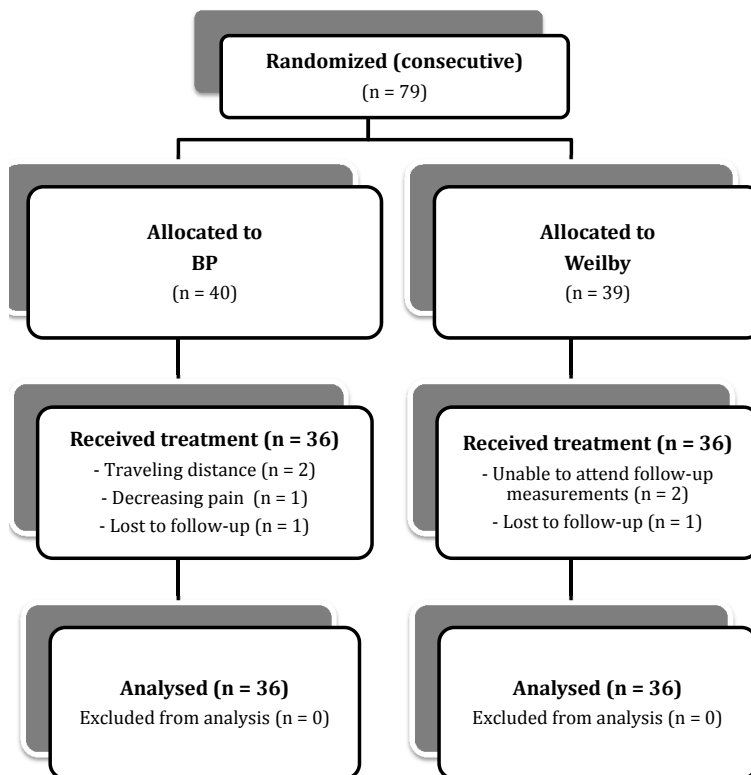 Randomized (consecutive)
(n = 79)
Allocated to
BP
(n = 40)
Allocated to
Weilby
(n = 39)
Received treatment (n = 36)
- Traveling distance (n = 2)
- Decreasing pain (n = 1)
- Lost to follow-up (n = 1)
Received treatment (n = 36)
- Unable to attend follow-up
measurements (n = 2)
- Lost to follow-up (n = 1)
Analysed (n = 36)
Excluded from analysis (n = 0)
Analysed (n = 36)
Excluded from analysis (n = 0)